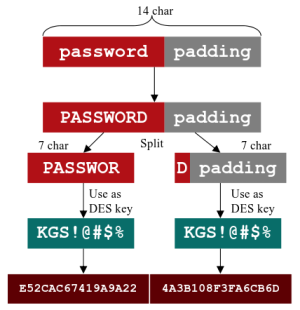 14 char
password padding
PASSWORD padding
7 char Split 7 char
PASSWOR D padding
Use as Use as
DES key DES key
KGS!@#$% KGS!@#$%
E52CAC67419A9A22 4A3B108F3FA6CB6D